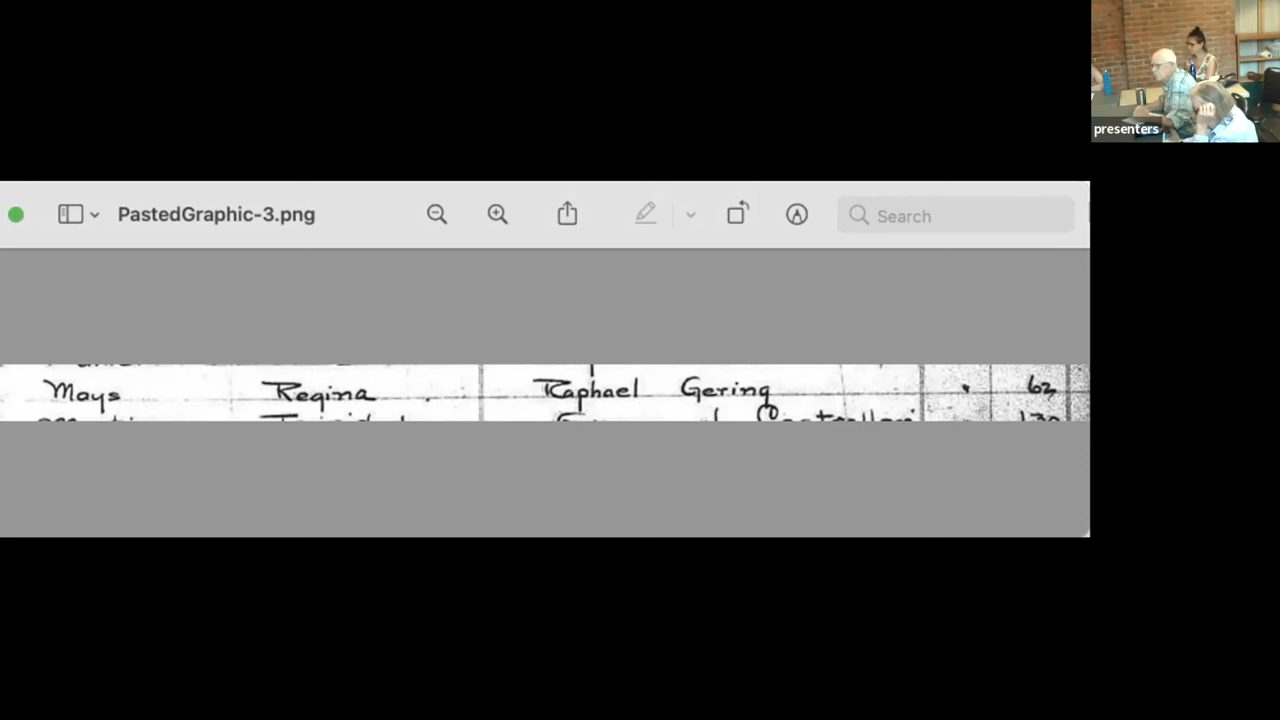 presenters
PastedGraphic-3.png
Search
Mays Regina Raphael Gering 62